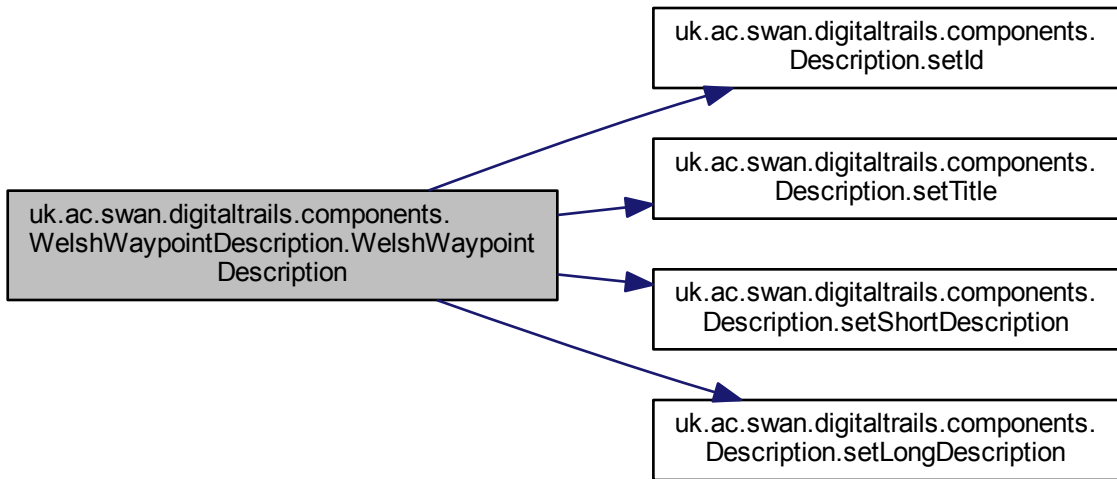 uk.ac.swan.digitaltrails.components.
WelshWaypointDescription.WelshWaypoint
Description
uk.ac.swan.digitaltrails.components.
Description.setId
uk.ac.swan.digitaltrails.components.
Description.setTitle
uk.ac.swan.digitaltrails.components.
Description.setShortDescription
uk.ac.swan.digitaltrails.components.
Description.setLongDescription